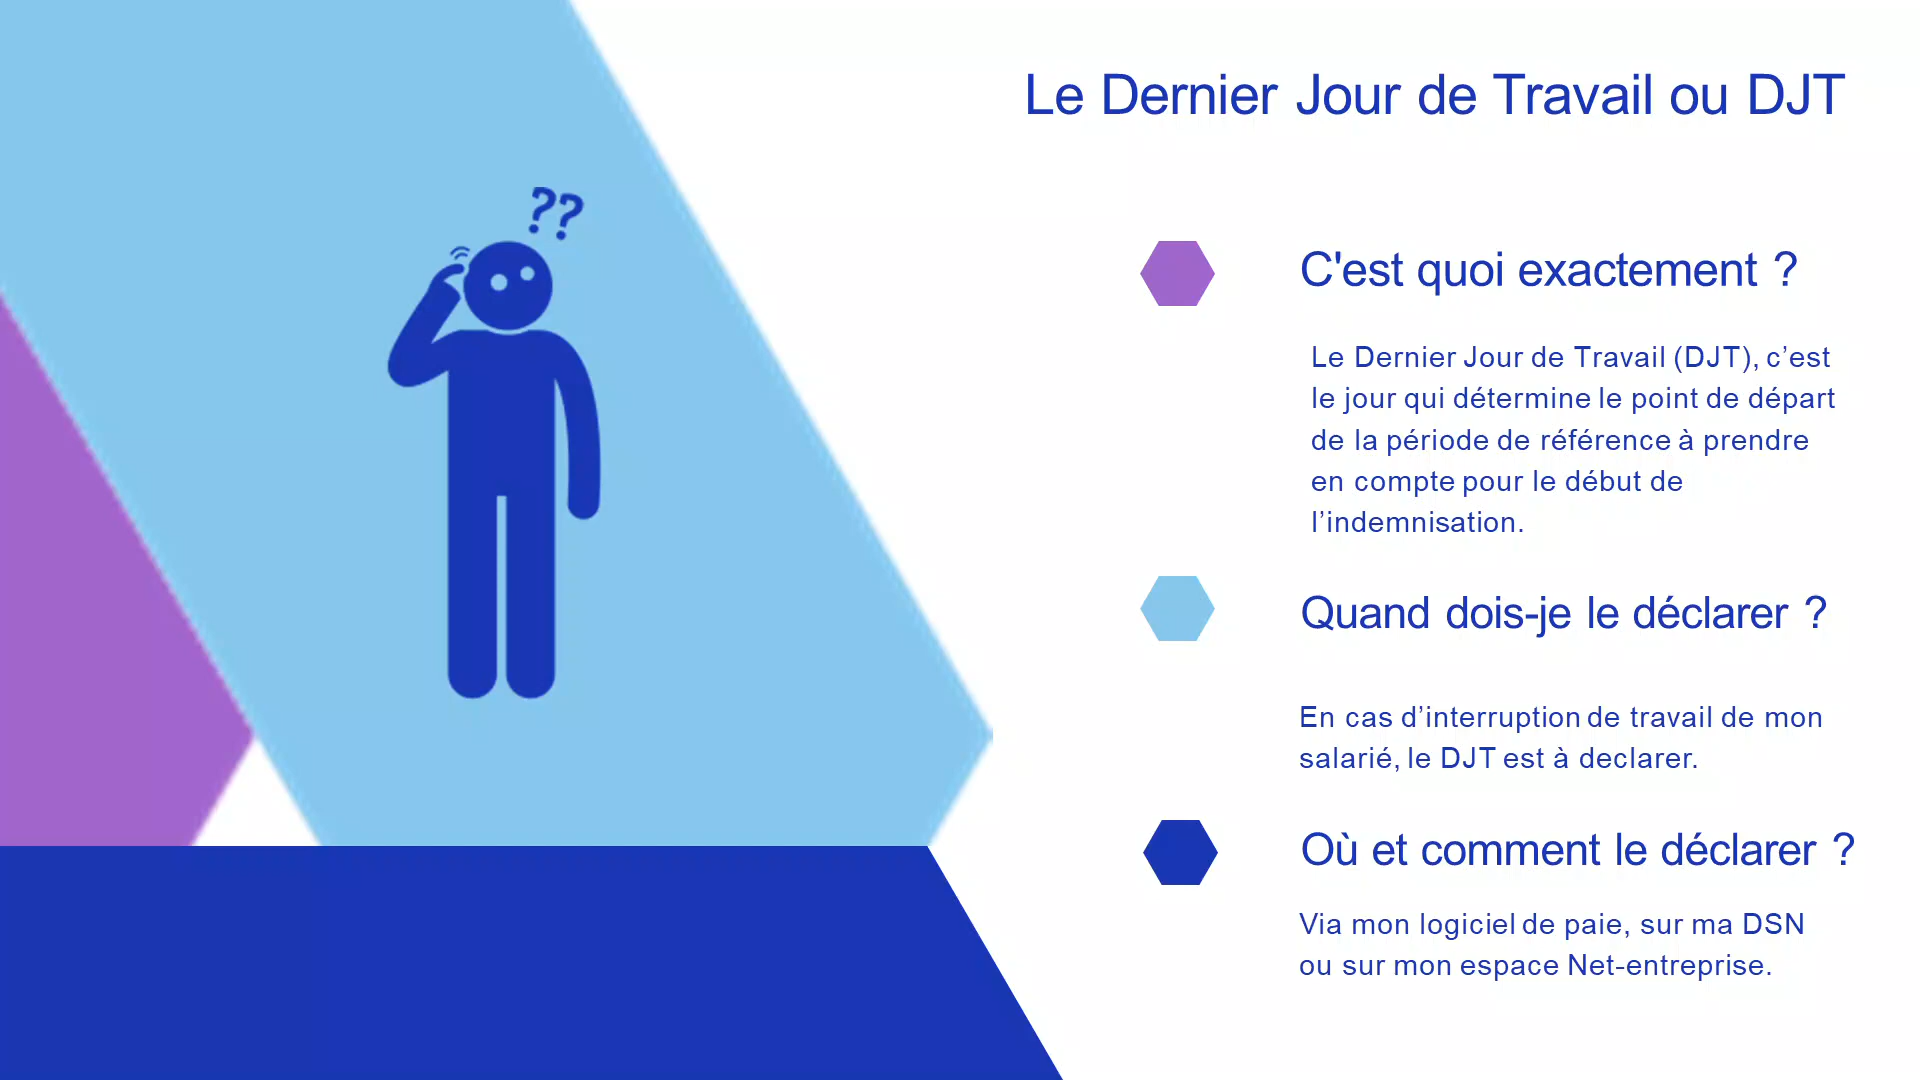 Le Dernier Jour de Travail ou DJT
??
C'est quoi exactement ?
Le Dernier Jour de Travail (DJT), c’est
le jour qui détermine le point de départ
de la période de référence à prendre
en compte pour le début de
l’indemnisation.
Quand dois-je le déclarer ?
En cas d’interruption de travail de mon
salarié, le DJT est à declarer.
Où et comment le déclarer ?
Via mon logiciel de paie, sur ma DSN
ou sur mon espace Net-entreprise.